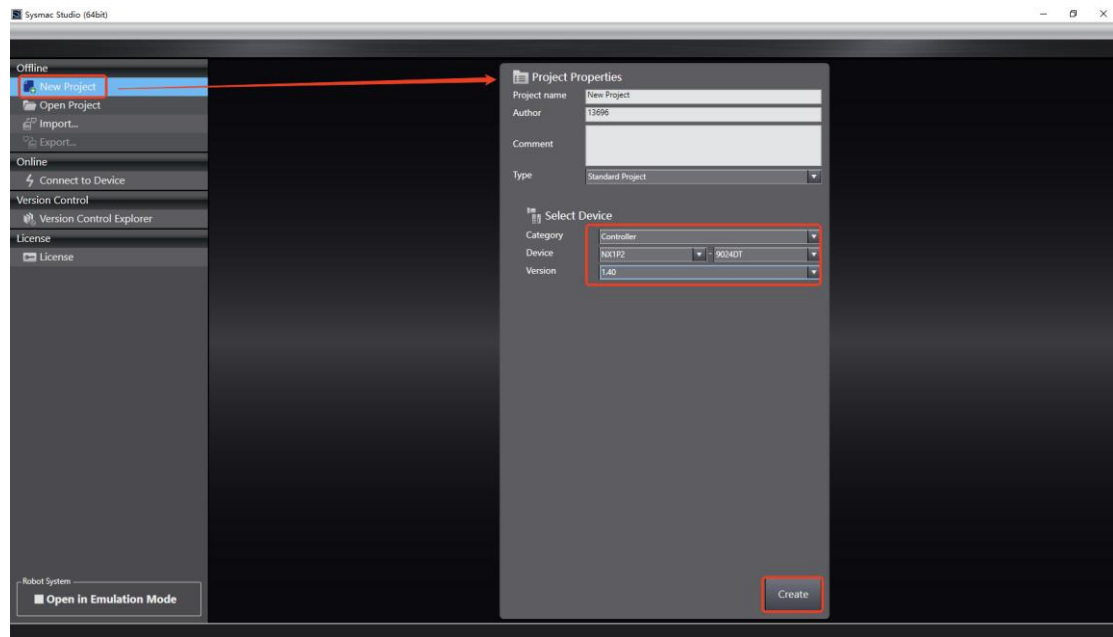 Sysmac Studio (64bit)
Offline
New Project
Open Project
Import...
Export...
Online
Connect to Device
Version Control
Version Control Explorer
License
License
Robot System
Open in Emulation Mode
Project Properties
Project name New Project
Author 13696
Comment
Type Standard Project
Select Device
Category Controller
Device NX1P2 - 9024DT
Version 1.40
Create